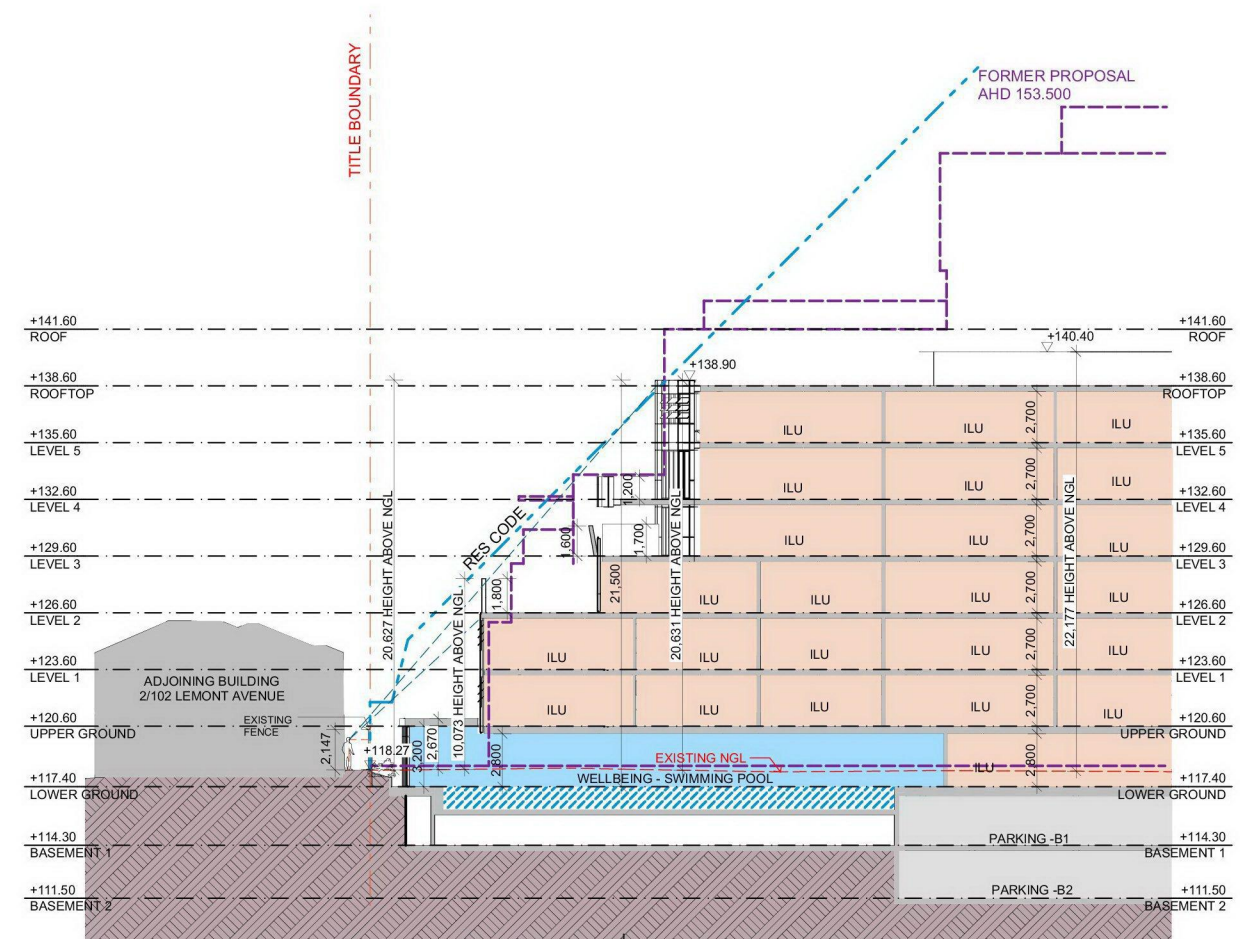 TITLE BOUNDARY
FORMER PROPOSAL
AHD 153.500
+141.60
ROOF
+141.60
ROOF
+140.40
+138.90
+138.60
ROOFTOP
+138.60
ROOFTOP
ILU
ILU
2,700
ILU
+135.60
LEVEL 5
+135.60
LEVEL 5
ILU
ILU
2,700
ILU
1,200
+132.60
LEVEL 4
+132.60
LEVEL 4
RES CODE
20,627 HEIGHT ABOVE NGL
20,631 HEIGHT ABOVE NGL
22,177 HEIGHT ABOVE NGL
1,600
1,700
ILU
ILU
2,700
ILU
+129.60
LEVEL 3
+129.60
LEVEL 3
1,800
21,500
ILU
ILU
ILU
2,700
ILU
+126.60
LEVEL 2
+126.60
LEVEL 2
10,073 HEIGHT ABOVE NGL
ILU
ILU
ILU
ILU
2,700
ILU
+123.60
LEVEL 1
+123.60
LEVEL 1
ADJOINING BUILDING
2/102 LEMONT AVENUE
ILU
ILU
ILU
ILU
2,700
ILU
EXISTING
FENCE
+120.60
UPPER GROUND
+120.60
UPPER GROUND
2,147
+118.27
3,200
2,670
2,800
EXISTING NGL
WELLBEING - SWIMMING POOL
ILU
2,800
+117.40
LOWER GROUND
+117.40
LOWER GROUND
+114.30
BASEMENT 1
PARKING -B1
+114.30
BASEMENT 1
+111.50
BASEMENT 2
PARKING -B2
+111.50
BASEMENT 2